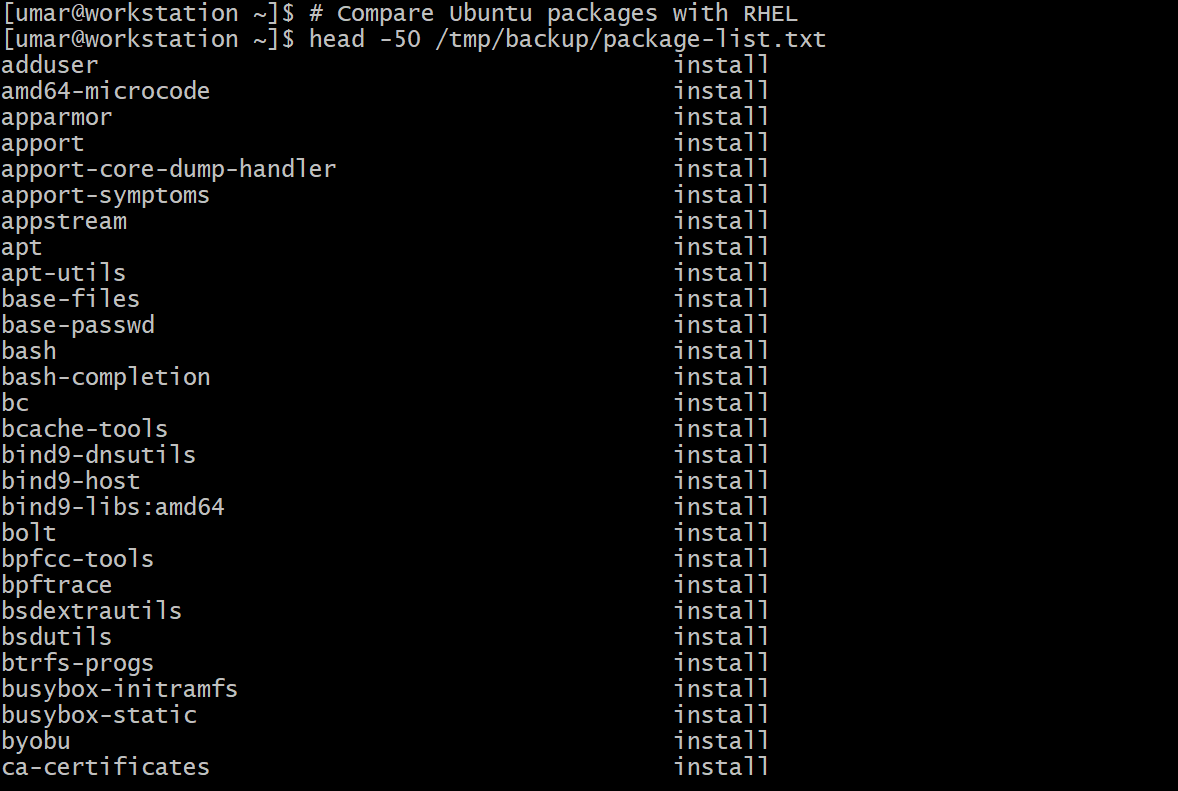 [umar@workstation ~]$ # Compare Ubuntu packages with RHEL
[umar@workstation ~]$ head -50 /tmp/backup/package-list.txt
adduser install
amd64-microcode install
apparmor install
apport install
apport-core-dump-handler install
apport-symptoms install
appstream install
apt install
apt-utils install
base-files install
base-passwd install
bash install
bash-completion install
bc install
bcache-tools install
bind9-dnsutils install
bind9-host install
bind9-libs:amd64 install
bolt install
bpfcc-tools install
bpftrace install
bsdextrautils install
bsdutils install
btrfs-progs install
busybox-initramfs install
busybox-static install
byobu install
ca-certificates install